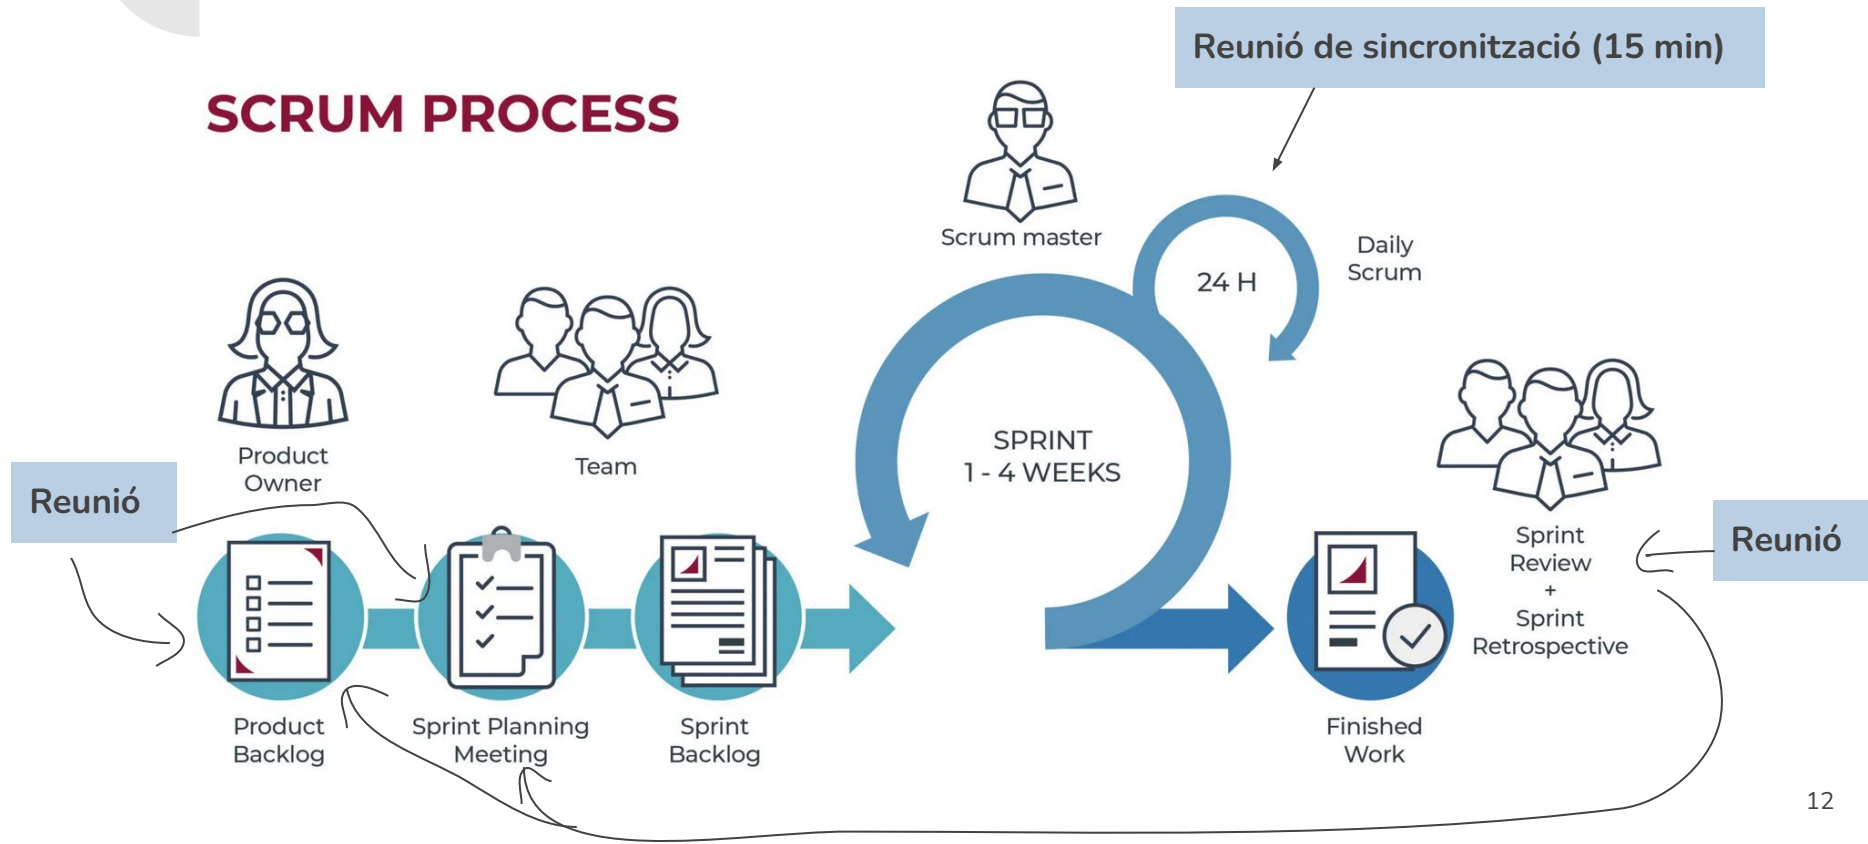 Reunió de sincronització (15 min)
SCRUM PROCESS
Scrum master
Daily
Scrum
24 H
Product
Owner
Team
SPRINT
1 - 4 WEEKS
Reunió
Reunió
Sprint
Review
+
Sprint
Retrospective
Product
Backlog
Sprint Planning
Meeting
Sprint
Backlog
Finished
Work
12